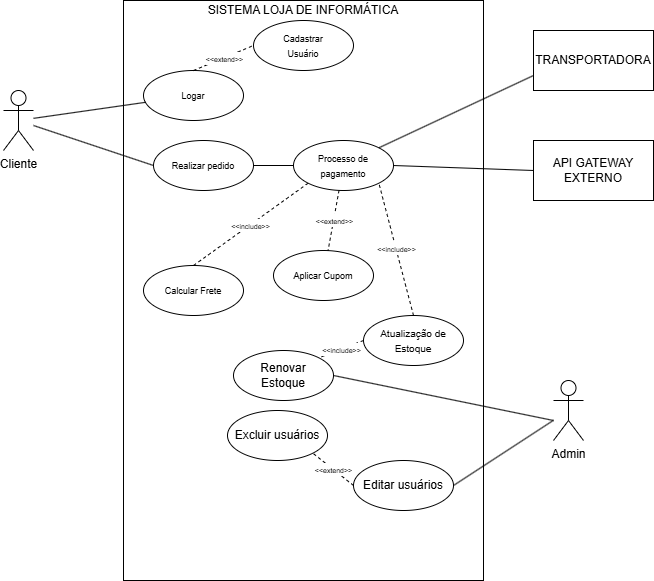 SISTEMA LOJA DE INFORMÁTICA
Cadastrar
Usuário
<<extend>>
TRANSPORTADORA
Logar
Cliente
Realizar pedido
Processo de
pagamento
API GATEWAY
EXTERNO
<<include>>
<<extend>>
<<include>>
Calcular Frete
Aplicar Cupom
Atualização de
Estoque
<<include>>
Renovar
Estoque
Excluir usuários
Admin
<<extend>>
Editar usuários